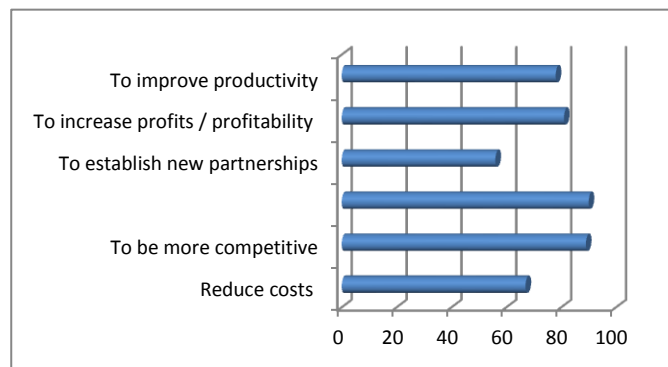 To improve productivity
To increase profits / profitability
To establish new partnerships
To be more competitive
Reduce costs
0 20 40 60 80 100